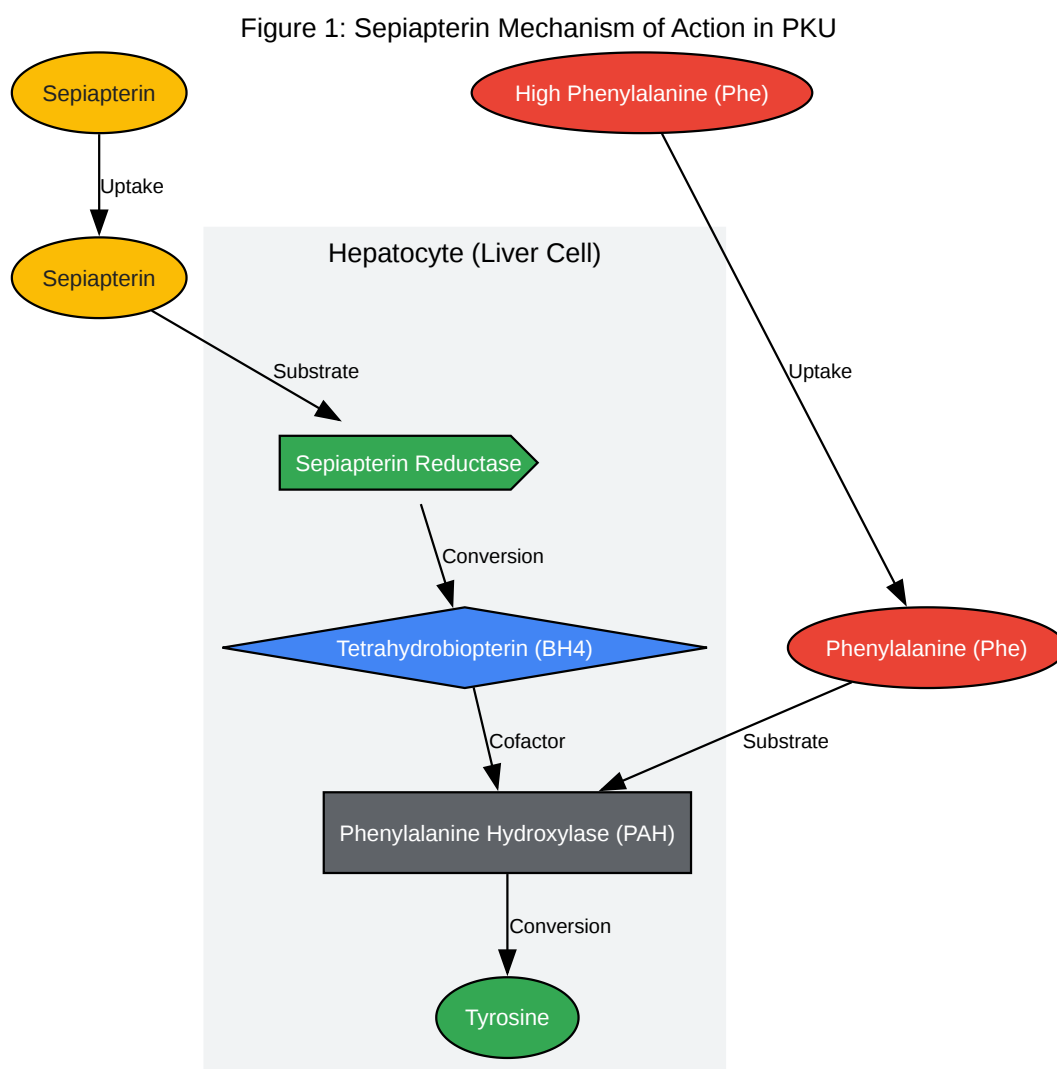 Figure 1: Sepiapterin Mechanism of Action in PKU
Sepiapterin
High Phenylalanine (Phe)
Uptake
Sepiapterin
Hepatocyte (Liver Cell)
Substrate
Uptake
Sepiapterin Reductase
Conversion
Tetrahydrobiopterin (BH4)
Phenylalanine (Phe)
Cofactor
Substrate
Phenylalanine Hydroxylase (PAH)
Conversion
Tyrosine